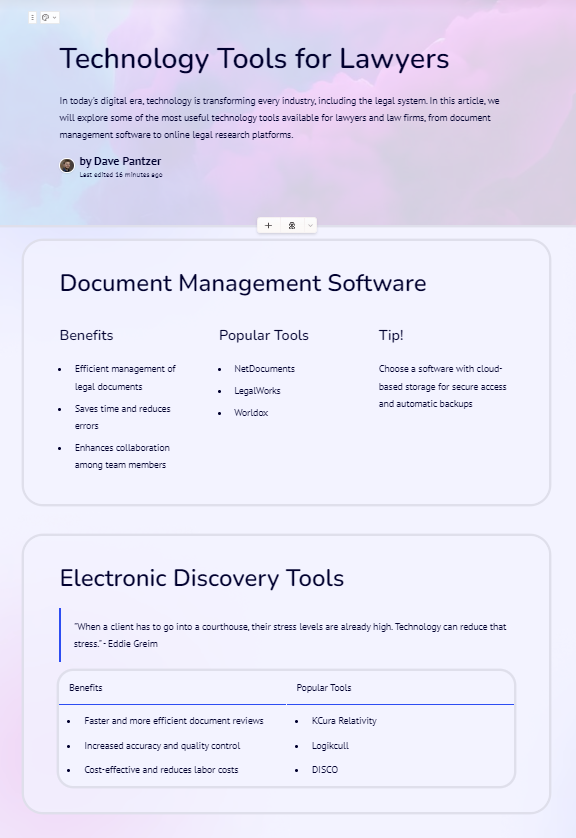 Technology Tools for Lawyers
In today's digital era, technology is transforming every industry, including the legal system. In this article, we
will explore some of the most useful technology tools available for lawyers and law firms, from document
management software to online legal research platforms.
by Dave Pantzer
Last edited 16 minutes ago
Document Management Software
Benefits
Efficient management of
legal documents
Saves time and reduces
errors
Enhances collaboration
among team members
Popular Tools
NetDocuments
LegalWorks
Worldox
Tip!
Choose a software with cloud-
based storage for secure access
and automatic backups
Electronic Discovery Tools
"When a client has to go into a courthouse, their stress levels are already high. Technology can reduce that
stress." - Eddie Greim
Benefits Popular Tools
Faster and more efficient document reviews KCura Relativity
Increased accuracy and quality control Logikcull
Cost-effective and reduces labor costs DISCO